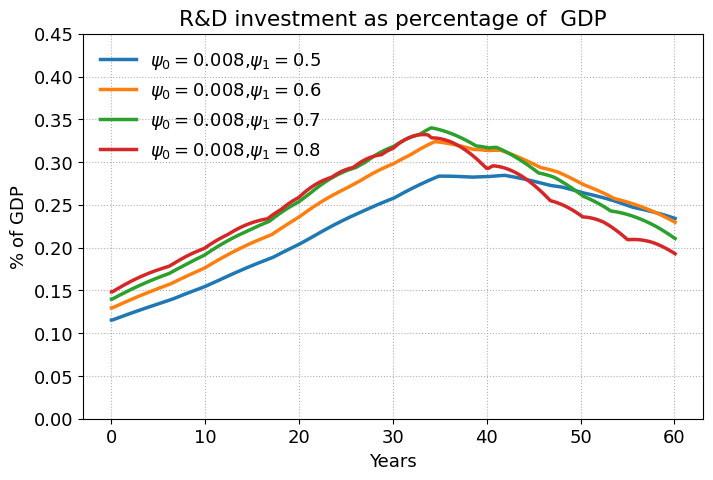 R&D investment as percentage of  GDP
% of GDP
0.45
0.40
0.35
0.30
0.25
0.20
0.15
0.10
0.05
0.00
ψ₀ = 0.008,ψ₁ = 0.5
ψ₀ = 0.008,ψ₁ = 0.6
ψ₀ = 0.008,ψ₁ = 0.7
ψ₀ = 0.008,ψ₁ = 0.8
0 10 20 30 40 50 60
Years